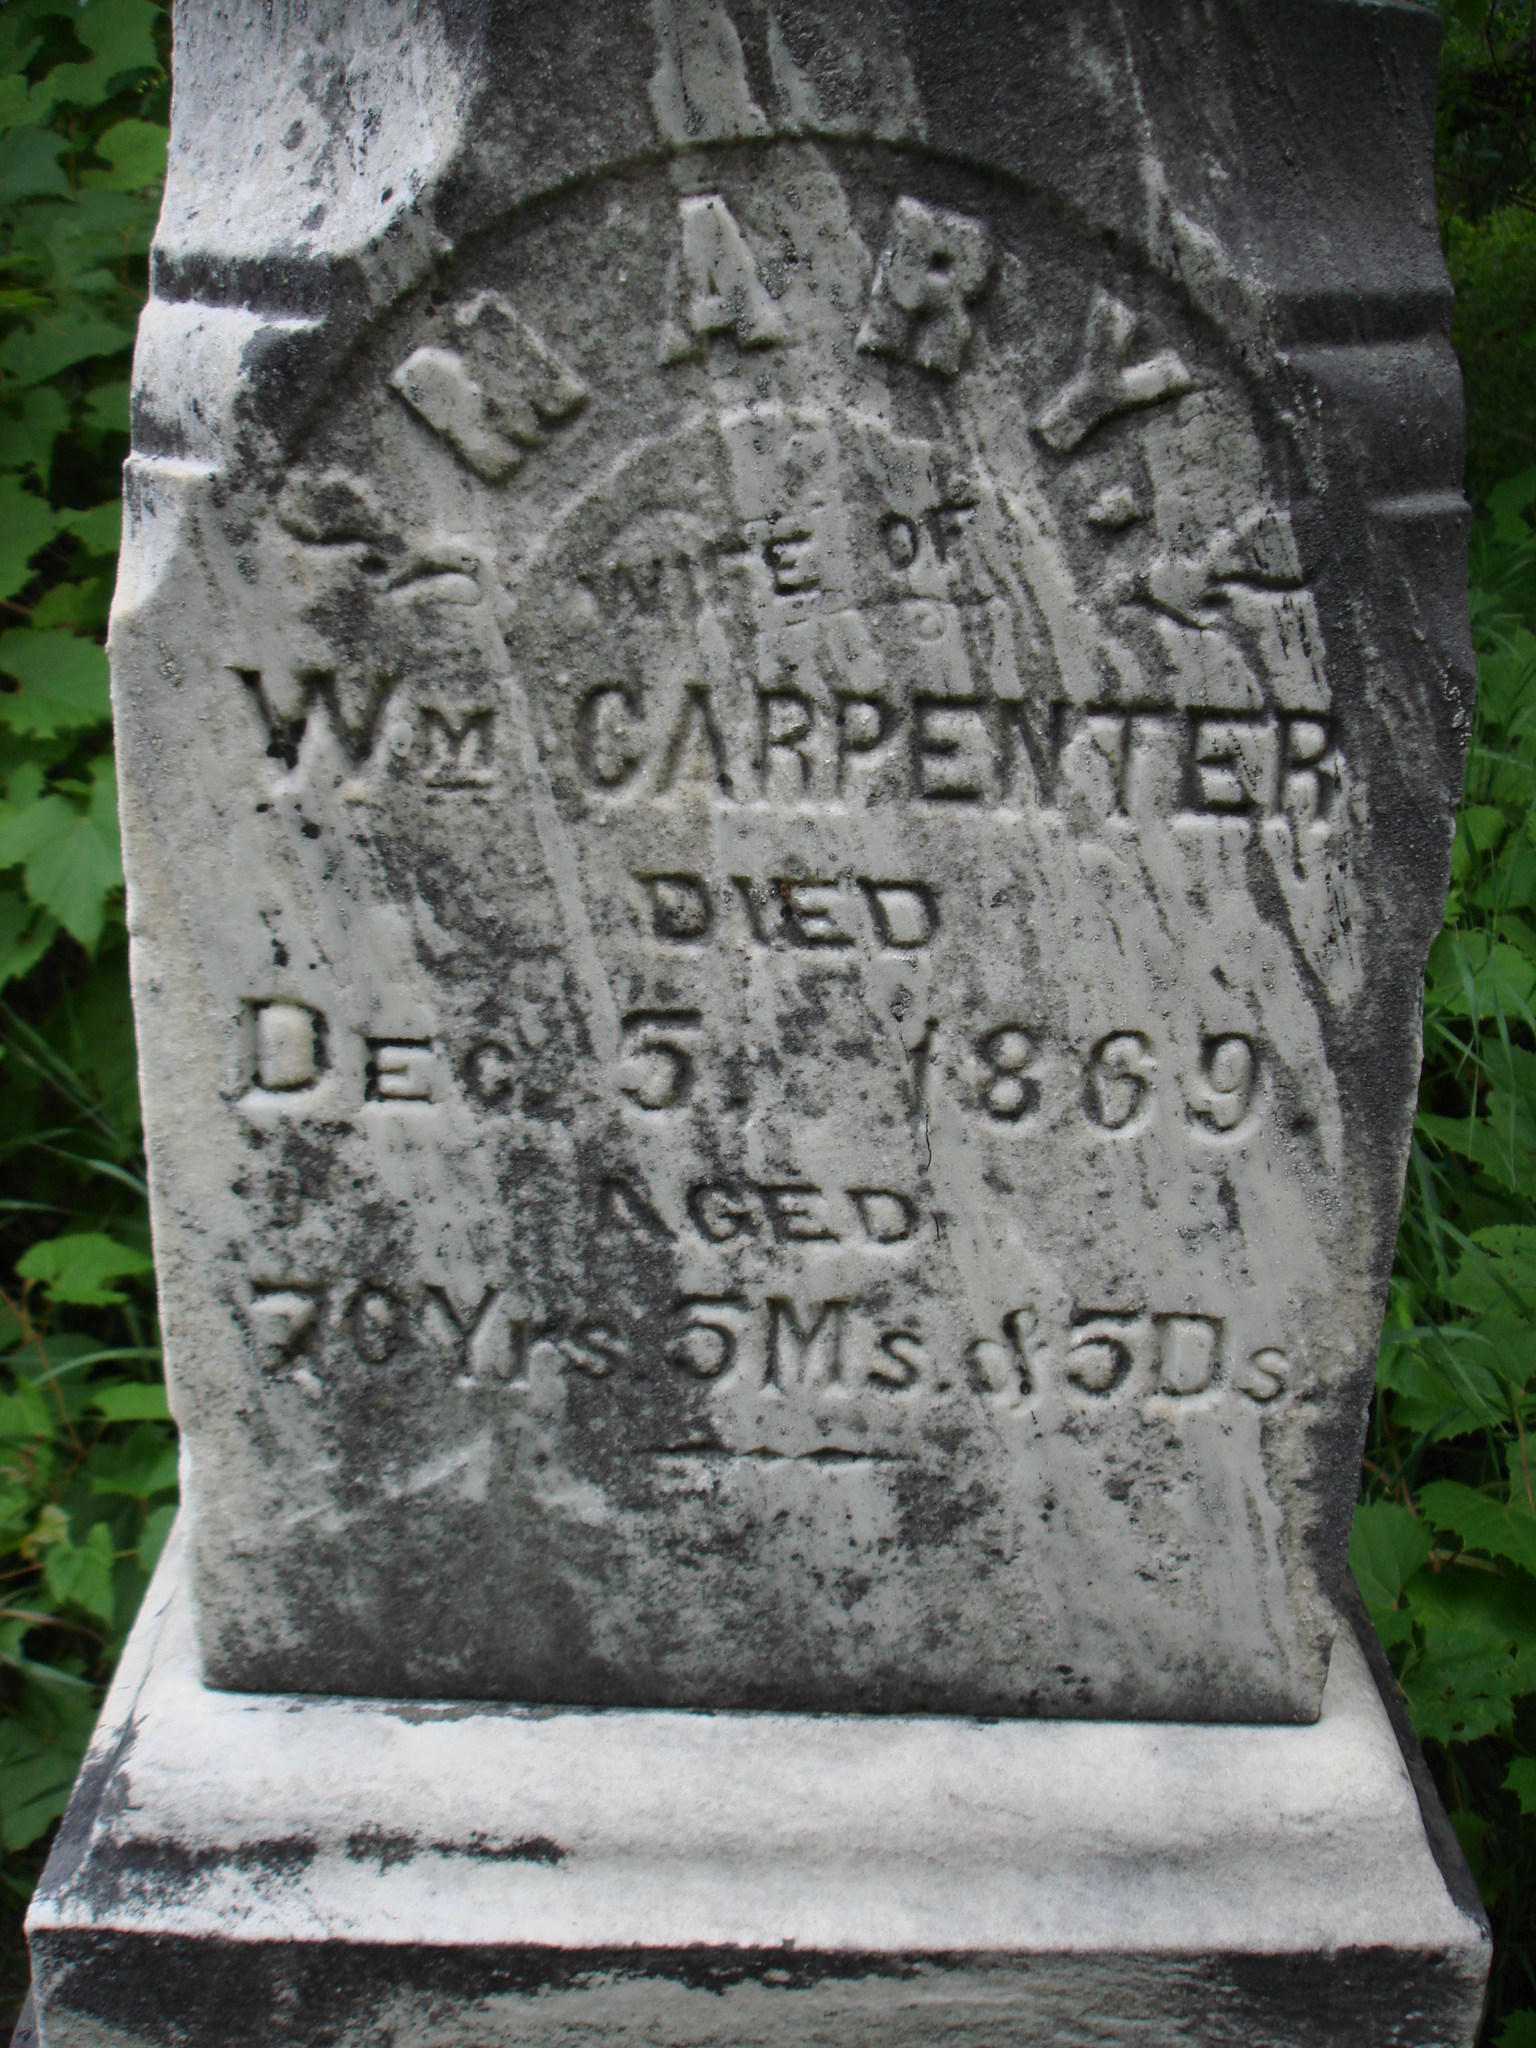 MARY.
WIFE OF
Wm CARPENTER
DIED
DEC 5. 1869
AGED
70 Yrs 5 Ms. & 5 Ds.